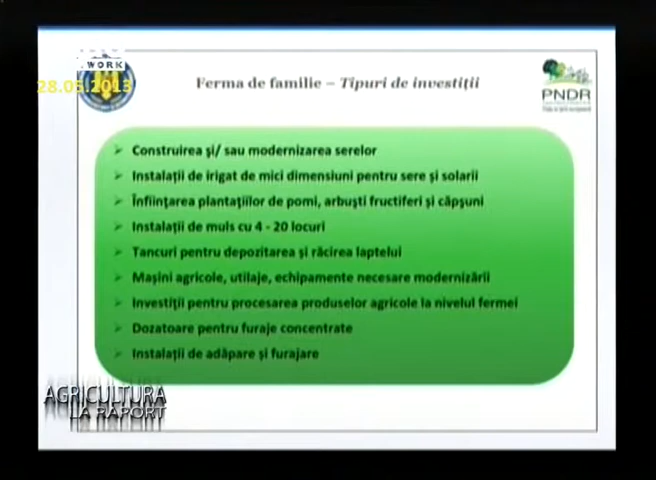 WORK
28.05.2013
Ferma de familie – Tipuri de investiții
PNDR
Construirea şi/ sau modernizarea serelor
Instalații de irigat de mici dimensiuni pentru sere și solarii
Înființarea plantațiilor de pomi, arbuşti fructiferi și căpşuni
Instalații de muls cu 4 - 20 locuri
Tancuri pentru depozitarea și răcirea laptelui
Mașini agricole, utilaje, echipamente necesare modernizării
Investiții pentru procesarea produselor agricole la nivelul fermei
Dozatoare pentru furaje concentrate
Instalații de adăpare și furajare
AGRICULTURA
LA RAPORT